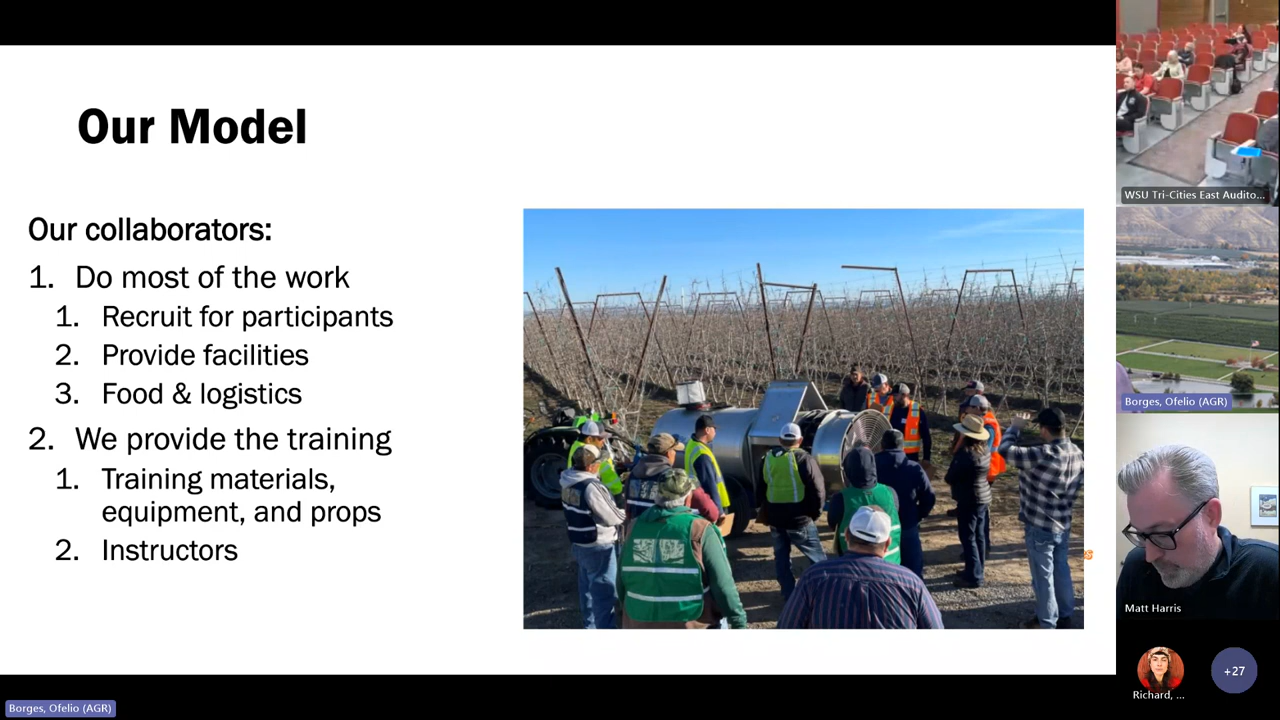 Our Model
Our collaborators:
1. Do most of the work
1. Recruit for participants
2. Provide facilities
3. Food & logistics
2. We provide the training
1. Training materials,
equipment, and props
2. Instructors
WSU Tri-Cities East Audito...
Borges, Ofelio (AGR)
Matt Harris
Richard, ...
+27
Borges, Ofelio (AGR)